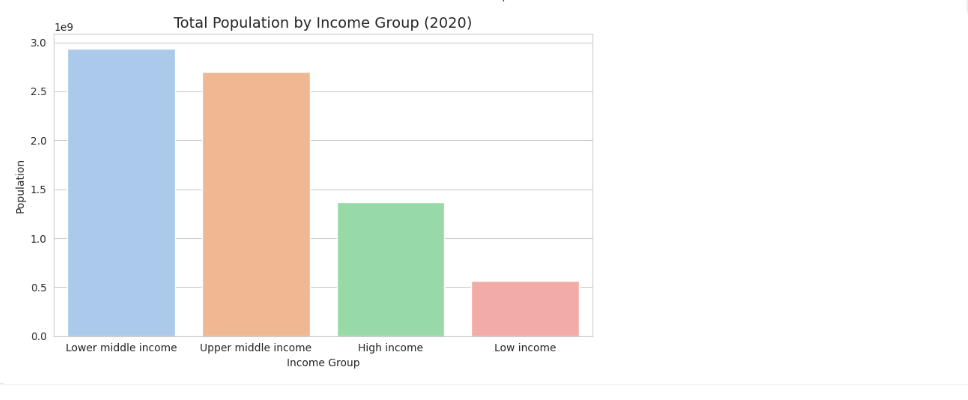 Total Population by Income Group (2020)
1e9
3.0
2.5
2.0
1.5
1.0
0.5
0.0
Population
Lower middle income Upper middle income High income Low income
Income Group